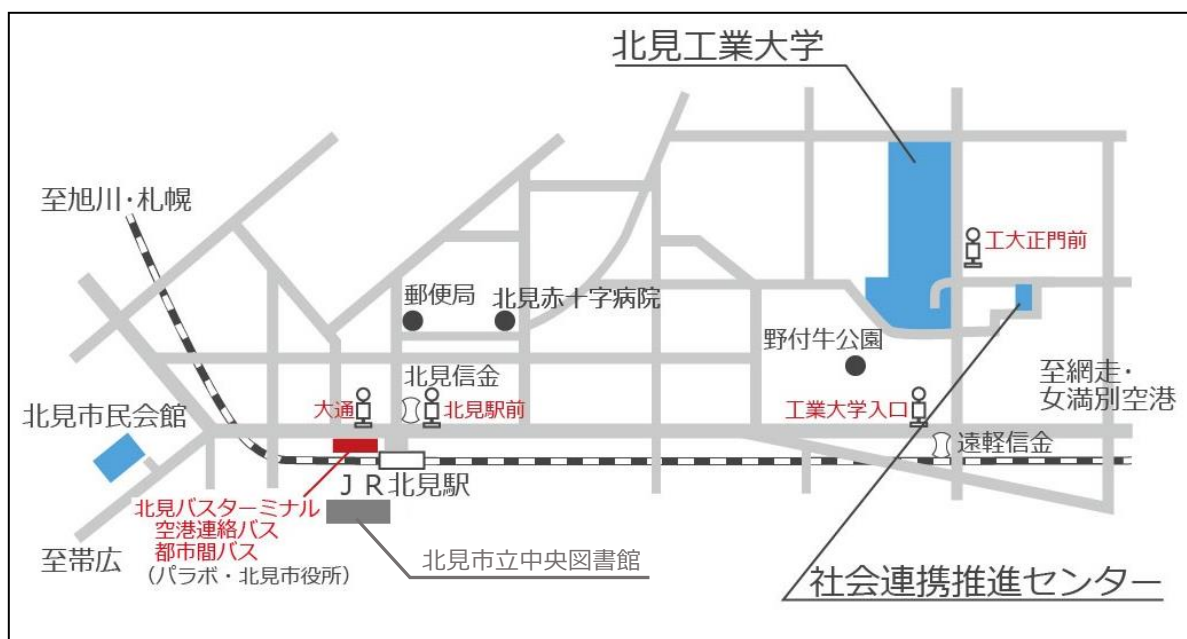 北見工業大学
至旭川・札幌
工大正門前
郵便局
北見赤十字病院
野付牛公園
北見信金
至網走・
女満別空港
大通
北見駅前
工業大学入口
北見市民会館
遠軽信金
ＪＲ北見駅
北見バスターミナル
空港連絡バス
都市間バス
（パラボ・北見市役所）
至帯広
北見市立中央図書館
社会連携推進センター